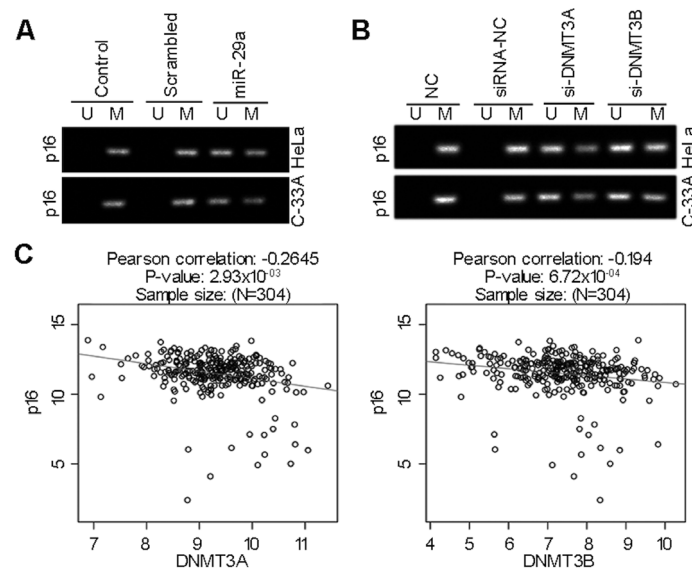 A
Control
Scrambled
miR-29a
U M U M U M
p16
HeLa
p16
C-33A
B
NC
siRNA-NC
si-DNMT3A
si-DNMT3B
U M U M U M U M
p16
HeLa
p16
C-33A
C
Pearson correlation: -0.2645
P-value: 2.93x10-03
Sample size: (N=304)
p16
15
10
5
7 8 9 10 11
DNMT3A
Pearson correlation: -0.194
P-value: 6.72x10-04
Sample size: (N=304)
p16
15
10
5
4 5 6 7 8 9 10
DNMT3B